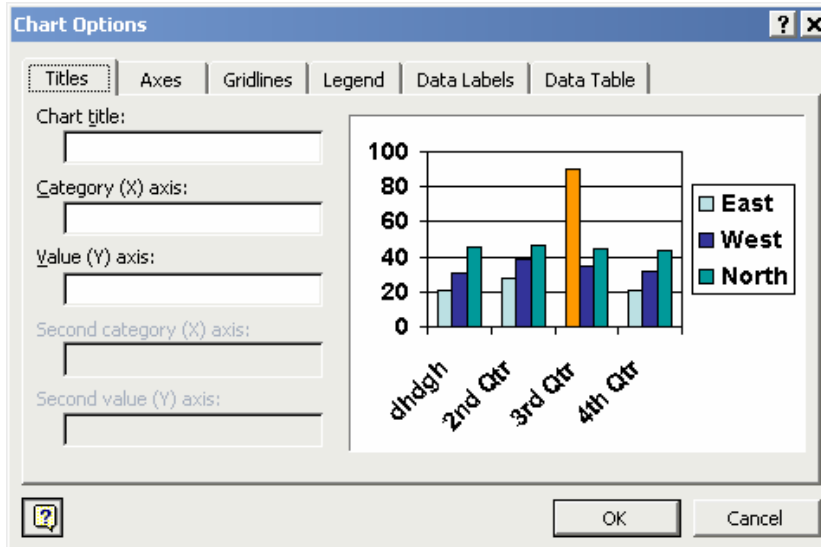 Chart Options
Titles Axes Gridlines Legend Data Labels Data Table
Chart title:
Category (X) axis:
Value (Y) axis:
Second category (X) axis:
Second value (Y) axis:
100
80
60
40
20
0
dhdgh 2nd Qtr 3rd Qtr 4th Qtr
East
West
North
OK Cancel